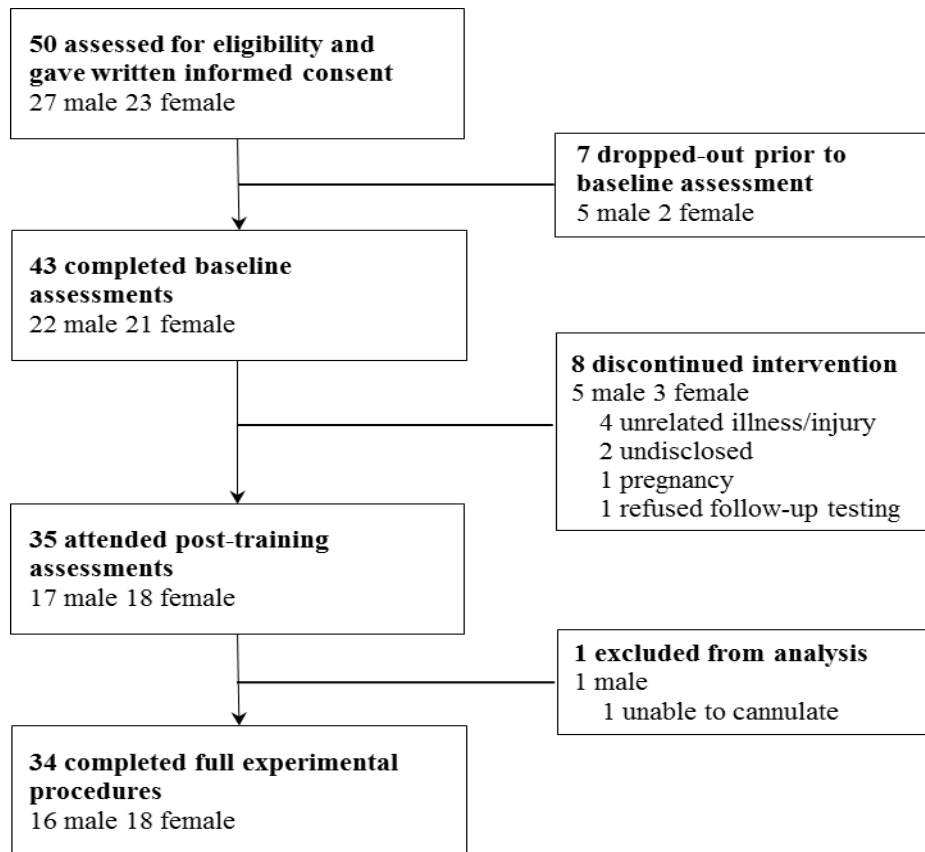 50 assessed for eligibility and
gave written informed consent
27 male 23 female
7 dropped-out prior to
baseline assessment
5 male 2 female
43 completed baseline
assessments
22 male 21 female
8 discontinued intervention
5 male 3 female
4 unrelated illness/injury
2 undisclosed
1 pregnancy
1 refused follow-up testing
35 attended post-training
assessments
17 male 18 female
1 excluded from analysis
1 male
1 unable to cannulate
34 completed full experimental
procedures
16 male 18 female